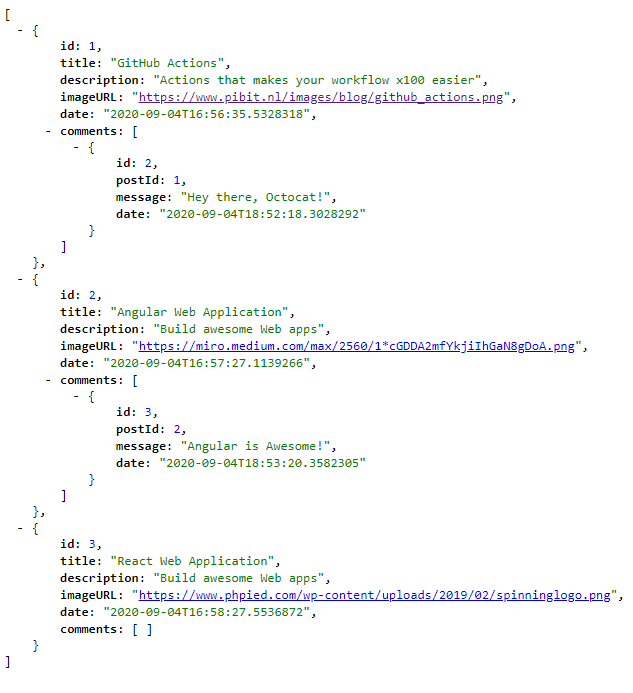 [
- {
id: 1,
title: "GitHub Actions",
description: "Actions that makes your workflow x100 easier",
imageURL: "https://www.pibit.nl/images/blog/github_actions.png",
date: "2020-09-04T16:56:35.5328318",
- comments: [
- {
id: 2,
postId: 1,
message: "Hey there, Octocat!",
date: "2020-09-04T18:52:18.3028292"
}
]
},
- {
id: 2,
title: "Angular Web Application",
description: "Build awesome Web apps",
imageURL: "https://miro.medium.com/max/2560/1*cGDDA2mfYkjiIhGaN8gDoA.png",
date: "2020-09-04T16:57:27.1139266",
- comments: [
- {
id: 3,
postId: 2,
message: "Angular is Awesome!",
date: "2020-09-04T18:53:20.3582305"
}
]
},
- {
id: 3,
title: "React Web Application",
description: "Build awesome Web apps",
imageURL: "https://www.phpied.com/wp-content/uploads/2019/02/spinninglogo.png",
date: "2020-09-04T16:58:27.5536872",
comments: [ ]
}
]